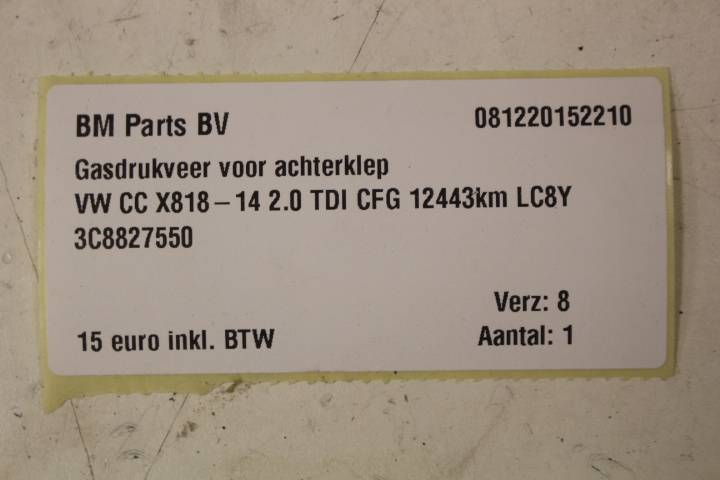 BM Parts BV 081220152210
Gasdrukveer voor achterklep
VW CC X818 – 14 2.0 TDI CFG 12443km LC8Y
3C8827550
Verz: 8
15 euro inkl. BTW Aantal: 1